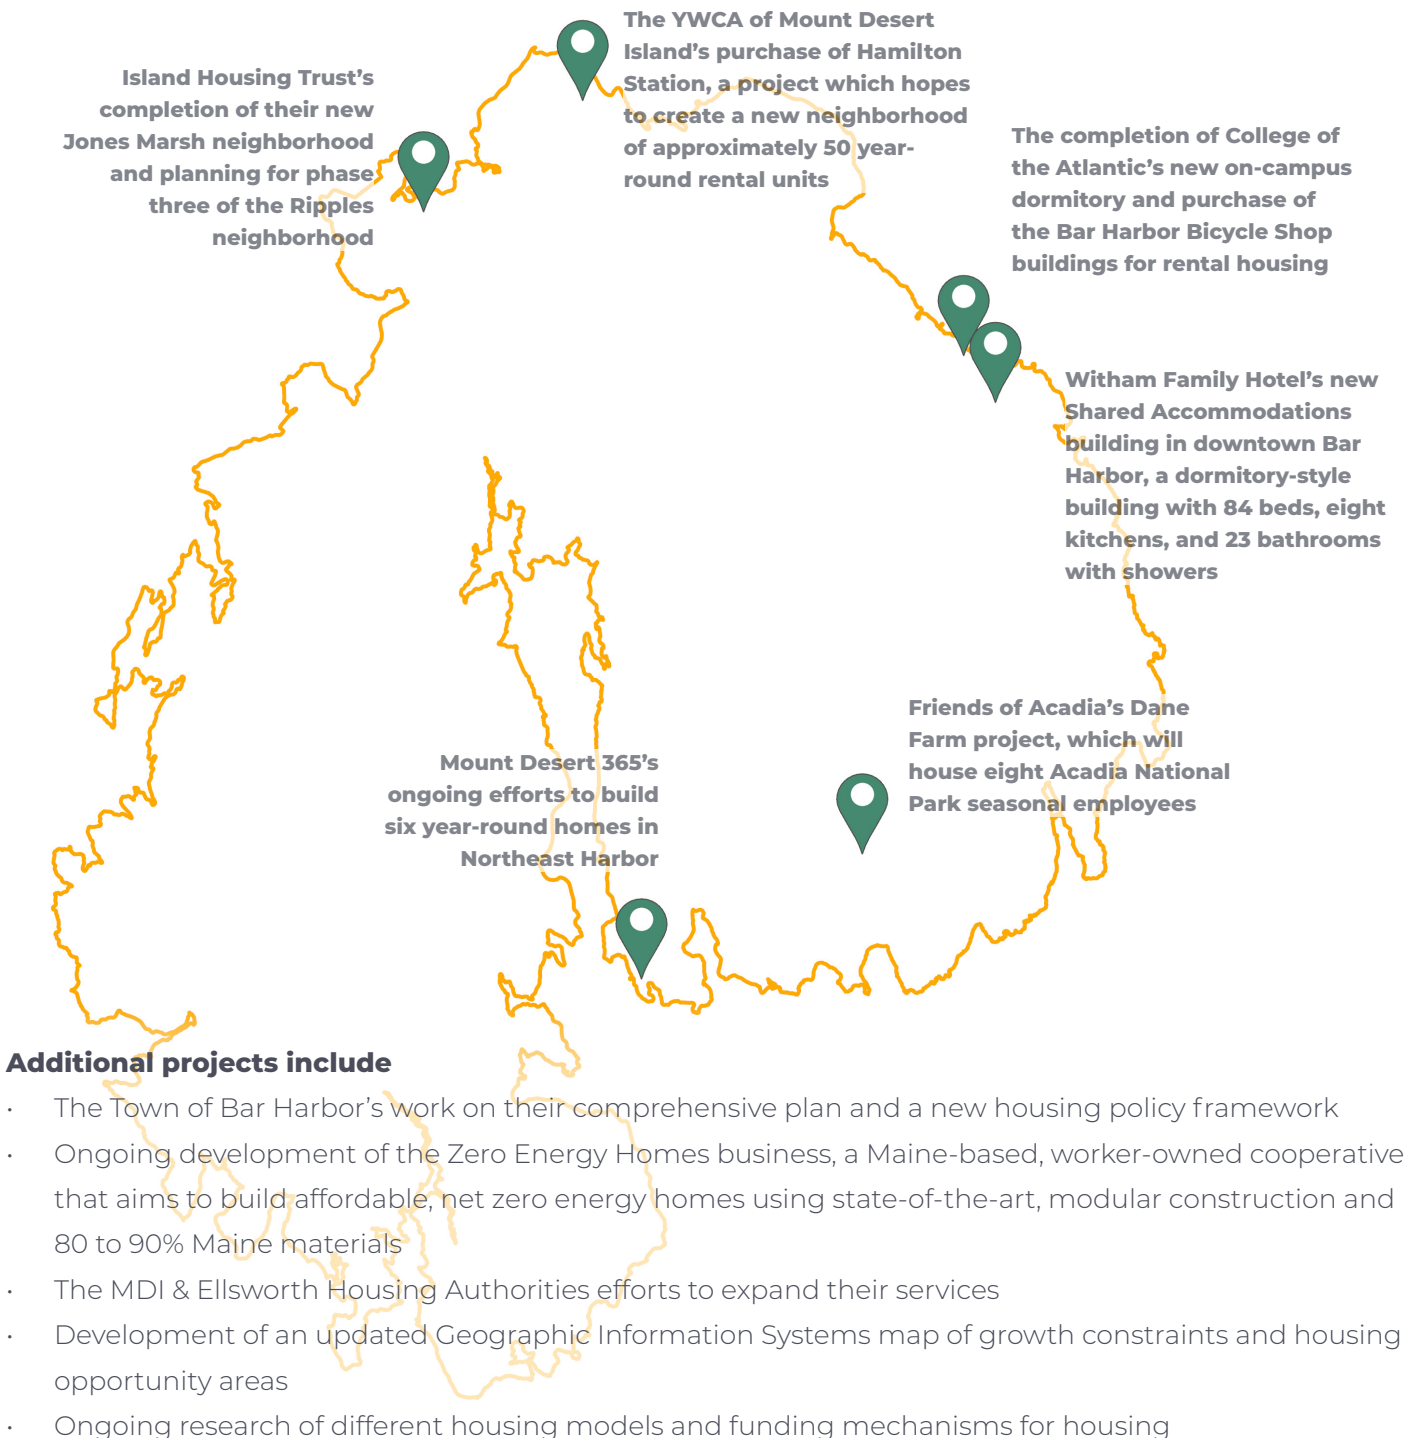 The YWCA of Mount Desert
Island’s purchase of Hamilton
Station, a project which hopes
to create a new neighborhood
of approximately 50 year-
round rental units
Island Housing Trust’s
completion of their new
Jones Marsh neighborhood
and planning for phase
three of the Ripples
neighborhood
The completion of College of
the Atlantic’s new on-campus
dormitory and purchase of
the Bar Harbor Bicycle Shop
buildings for rental housing
Witham Family Hotel’s new
Shared Accommodations
building in downtown Bar
Harbor, a dormitory-style
building with 84 beds, eight
kitchens, and 23 bathrooms
with showers
Friends of Acadia’s Dane
Farm project, which will
house eight Acadia National
Park seasonal employees
Mount Desert 365’s
ongoing efforts to build
six year-round homes in
Northeast Harbor
Additional projects include
· The Town of Bar Harbor’s work on their comprehensive plan and a new housing policy framework
· Ongoing development of the Zero Energy Homes business, a Maine-based, worker-owned cooperative
that aims to build affordable, net zero energy homes using state-of-the-art, modular construction and
80 to 90% Maine materials
· The MDI & Ellsworth Housing Authorities efforts to expand their services
· Development of an updated Geographic Information Systems map of growth constraints and housing
opportunity areas
· Ongoing research of different housing models and funding mechanisms for housing